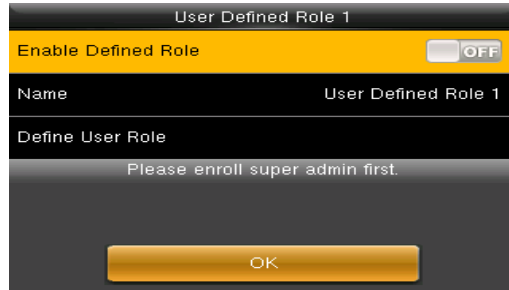 User Defined Role 1
Enable Defined Role OFF
Name User Defined Role 1
Define User Role
Please enroll super admin first.
OK